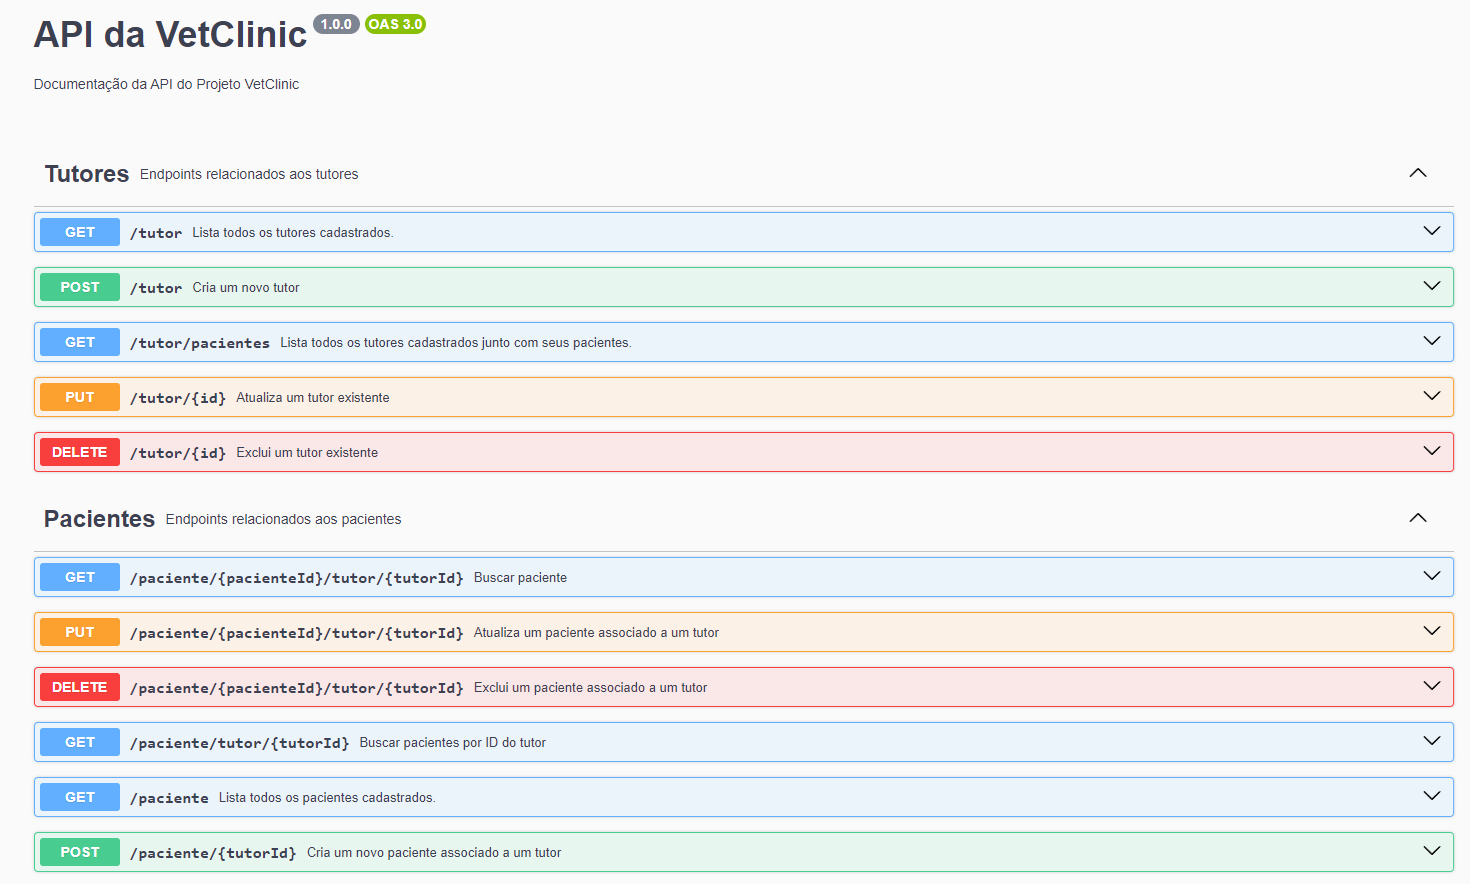 API da VetClinic 1.0.0 OAS 3.0
Documentação da API do Projeto VetClinic
Tutores Endpoints relacionados aos tutores
GET /tutor Lista todos os tutores cadastrados.
POST /tutor Cria um novo tutor
GET /tutor/pacientes Lista todos os tutores cadastrados junto com seus pacientes.
PUT /tutor/{id} Atualiza um tutor existente
DELETE /tutor/{id} Exclui um tutor existente
Pacientes Endpoints relacionados aos pacientes
GET /paciente/{pacienteId}/tutor/{tutorId} Buscar paciente
PUT /paciente/{pacienteId}/tutor/{tutorId} Atualiza um paciente associado a um tutor
DELETE /paciente/{pacienteId}/tutor/{tutorId} Exclui um paciente associado a um tutor
GET /paciente/tutor/{tutorId} Buscar pacientes por ID do tutor
GET /paciente Lista todos os pacientes cadastrados.
POST /paciente/{tutorId} Cria um novo paciente associado a um tutor